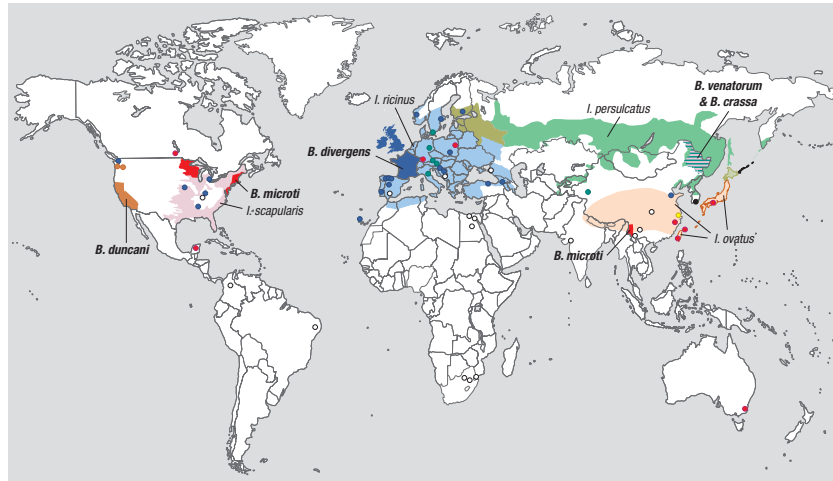 B. venatorum
& B. crassa
I. ricinus
I. persulcatus
B. divergens
B. microti
I-scapularis
B. duncani
I. ovatus
B. microti